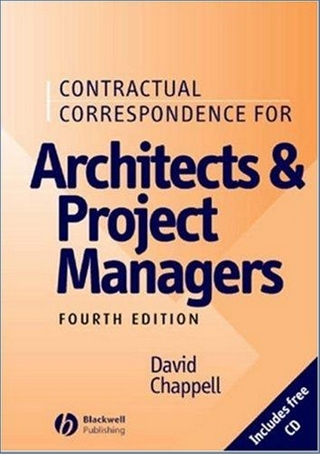 CONTRACTUAL
CORRESPONDENCE FOR
Architects &
Project
Managers
FOURTH EDITION
David
Chappell
b
Blackwell
Publishing
Includes free
CD